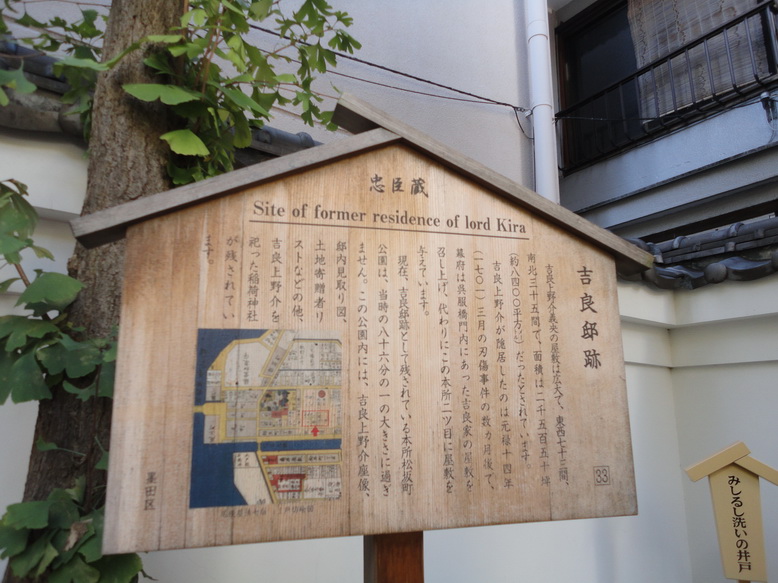 忠臣蔵
Site of former residence of lord Kira
吉良邸跡
吉良上野介義央の屋敷は広大で、東西七十三間、
南北三十五間で、面積は二千五百五十坪
(約八四〇〇平方㍍)だったとされています。
吉良上野介が隠居したのは元禄十四年
(一七〇一)三月の刃傷事件の数カ月後で、
幕府は呉服橋門内にあった吉良家の屋敷を
召し上げ、代わりにこの本所二ツ目に屋敷を
与えています。
現在、吉良邸跡として残されている本所松坂町
公園は、当時の八十六分の一の大きさに過ぎ
ません。この公園内には、吉良上野介座像、
邸内見取り図、
土地寄贈者リ
ストなどの他、
吉良上野介を
祀った稲荷神社
が残されてい
ます。
墨田区
33
みしるし洗いの井戸